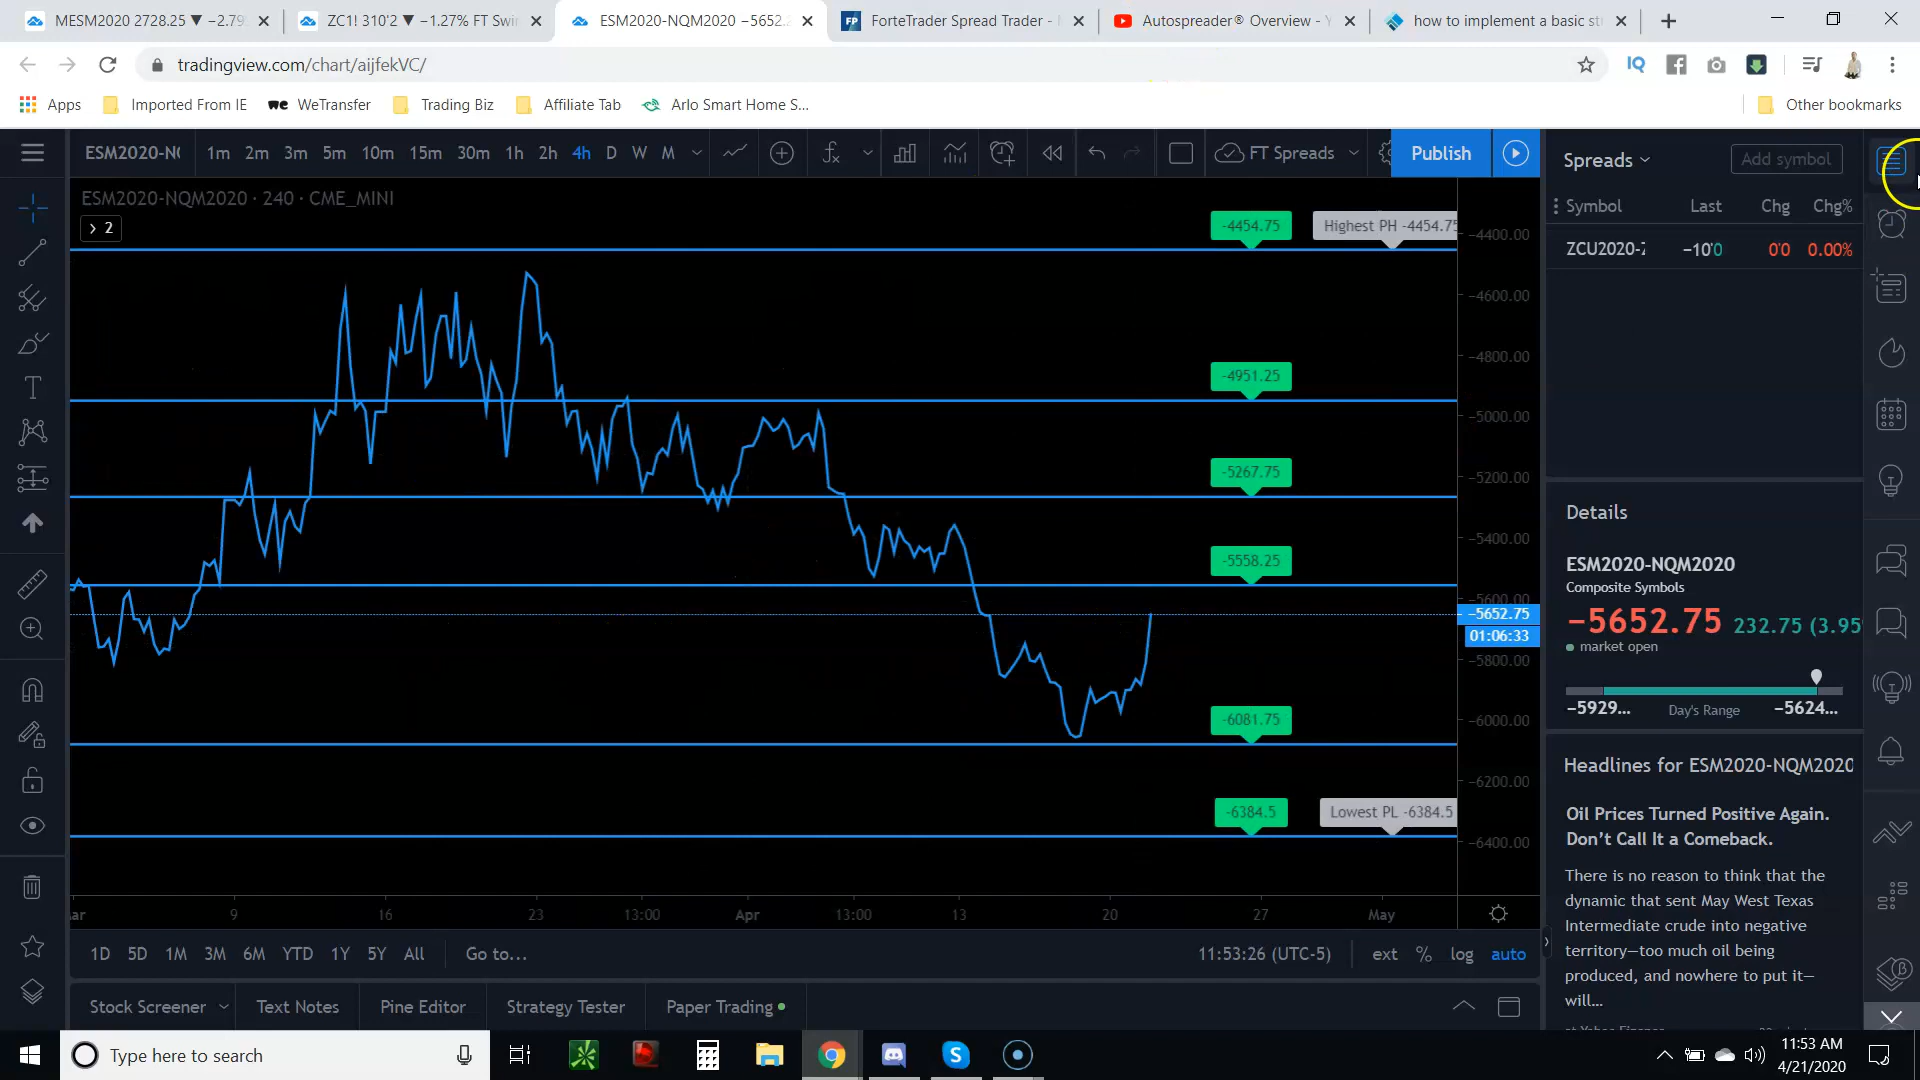 MESM2020 2728.25 ▼ −2.79
ZC1! 310'2 ▼ −1.27% FT Swi
ESM2020-NQM2020 −5652.
ForteTrader Spread Trader -
Autospreader® Overview - Y
how to implement a basic st
tradingview.com/chart/aijfekVC/
Apps
Imported From IE
WeTransfer
Trading Biz
Affiliate Tab
Arlo Smart Home S...
Other bookmarks
ESM2020-N
1m 2m 3m 5m 10m 15m 30m 1h 2h 4h D W M
FT Spreads
Publish
Spreads
Add symbol
ESM2020-NQM2020 · 240 · CME_MINI
2
Symbol Last Chg Chg%
ZCU2020-Z −10'0 0'0 0.00%
-4454.75
Highest PH -4454.75
-4951.25
-5267.75
-5558.25
-6081.75
-6384.5
Lowest PL -6384.5
−4400.00
−4600.00
−4800.00
−5000.00
−5200.00
−5400.00
−5600.00
−5652.75
01:06:33
−5800.00
−6000.00
−6200.00
−6400.00
Details
ESM2020-NQM2020
Composite Symbols
−5652.75 232.75 (3.95
market open
−5929... Day's Range −5624...
Headlines for ESM2020-NQM2020
Oil Prices Turned Positive Again.
Don’t Call It a Comeback.
There is no reason to think that the
dynamic that sent May West Texas
Intermediate crude into negative
territory—too much oil being
produced, and nowhere to put it—
will...
ar 9 16 23 13:00 Apr 13:00 13 20 27 May
1D 5D 1M 3M 6M YTD 1Y 5Y All Go to...
11:53:26 (UTC-5) ext % log auto
Stock Screener Text Notes Pine Editor Strategy Tester Paper Trading
Type here to search
11:53 AM
4/21/2020